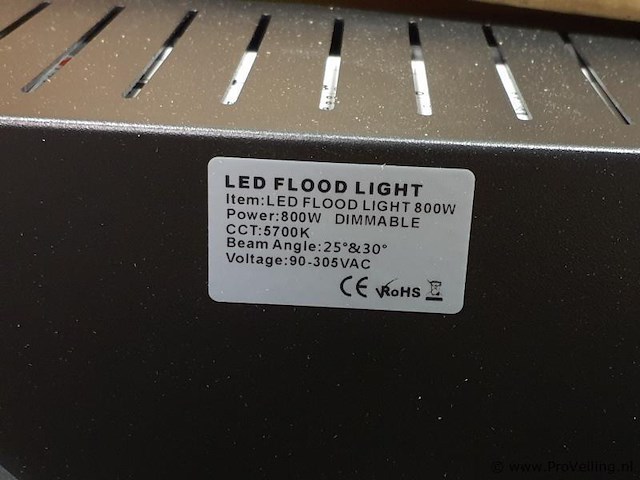 LED FLOOD LIGHT
Item:LED FLOOD LIGHT 800W
Power:800W DIMMABLE
CCT:5700K
Beam Angle:25°&30°
Voltage:90-305VAC
CE RoHS
© www.ProVeiling.nl